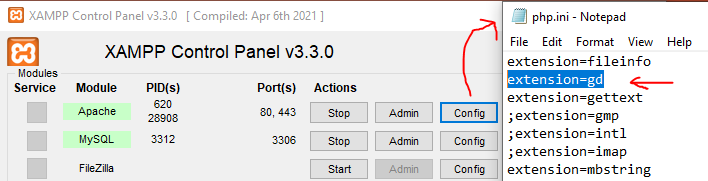 XAMPP Control Panel v3.3.0 [ Compiled: Apr 6th 2021 ]
XAMPP Control Panel v3.3.0
Modules
Service Module PID(s) Port(s) Actions
Apache 620 28908 80, 443 Stop Admin Config
MySQL 3312 3306 Stop Admin Config
FileZilla Start Admin Config
php.ini - Notepad
File Edit Format View Help
extension=fileinfo
extension=gd
extension=gettext
;extension=gmp
;extension=intl
;extension=imap
extension=mbstring